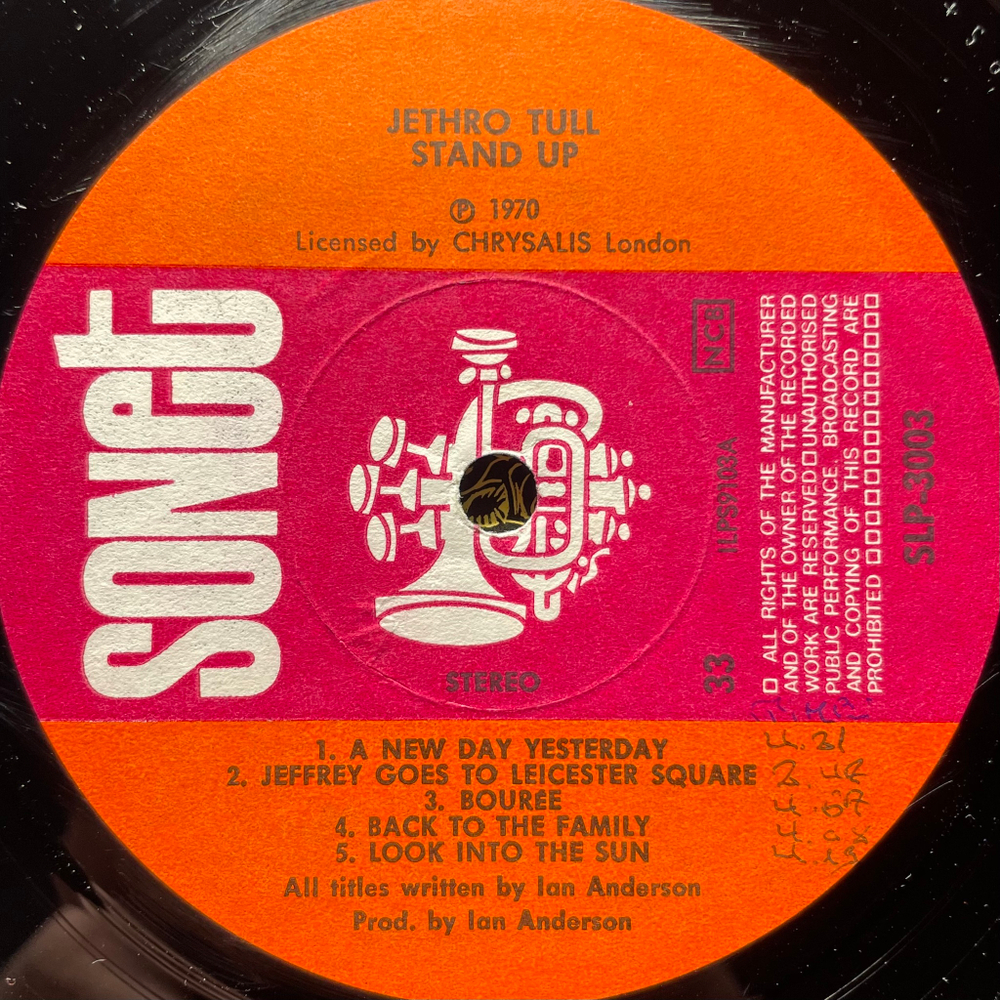 JETHRO TULL
STAND UP
Ⓟ 1970
Licensed by CHRYSALIS London
SONET
NCB
ILPS9103A
33
□ ALL RIGHTS OF THE MANUFACTURER
AND OF THE OWNER OF THE RECORDED
WORK ARE RESERVED □ UNAUTHORISED
PUBLIC PERFORMANCE, BROADCASTING
AND COPYING OF THIS RECORD ARE
PROHIBITED □□□□□□□□□□□□□
SLP-3003
STEREO
1. A NEW DAY YESTERDAY
2. JEFFREY GOES TO LEICESTER SQUARE
3. BOURÉE
4. BACK TO THE FAMILY
5. LOOK INTO THE SUN
All titles written by Ian Anderson
Prod. by Ian Anderson